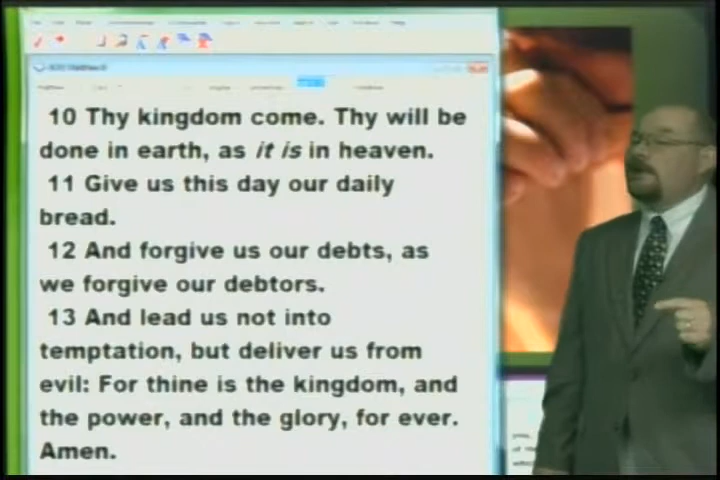 10 Thy kingdom come. Thy will be
done in earth, as it is in heaven.
11 Give us this day our daily
bread.
12 And forgive us our debts, as
we forgive our debtors.
13 And lead us not into
temptation, but deliver us from
evil: For thine is the kingdom, and
the power, and the glory, for ever.
Amen.